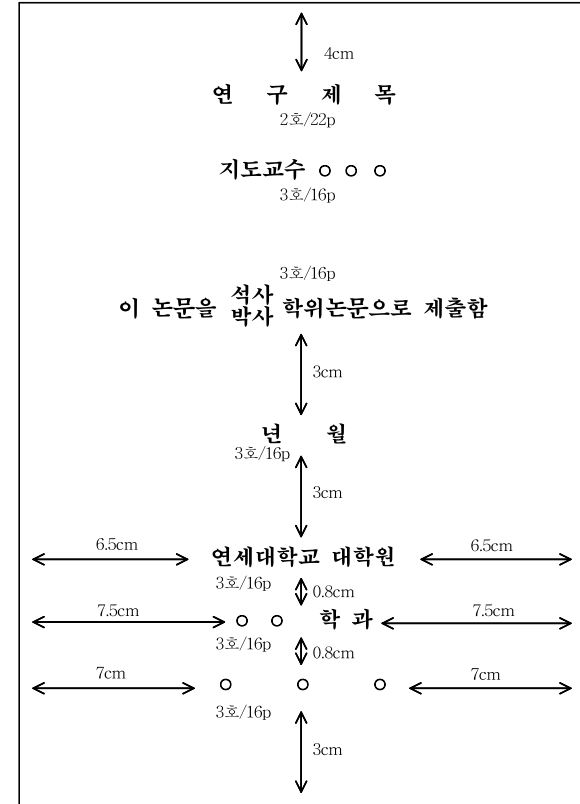 4cm
연 구 제 목
2호/22p
지도교수 ○ ○ ○
3호/16p
3호/16p
석사
이 논문을 학위논문으로 제출함
박사
3cm
년 월
3호/16p
3cm
6.5cm 연세대학교 대학원 6.5cm
3호/16p 0.8cm
7.5cm ○ ○ 학 과 7.5cm
3호/16p 0.8cm
7cm ○ ○ ○ 7cm
3호/16p
3cm